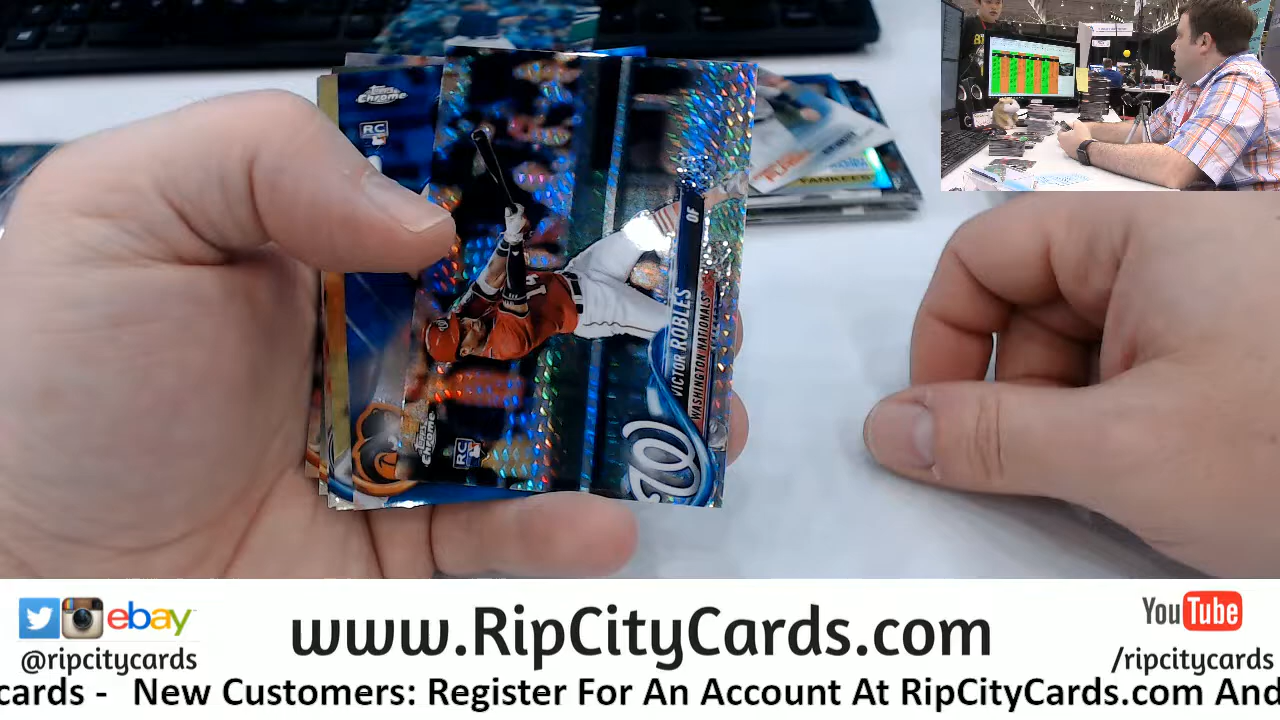 Topps
Chrome
RC
VICTOR ROBLES
OF
WASHINGTON NATIONALS
W
Topps
Chrome
RC
YANKEES
ebay
@ripcitycards
www.RipCityCards.com
YouTube
/ripcitycards
cards - New Customers: Register For An Account At RipCityCards.com And